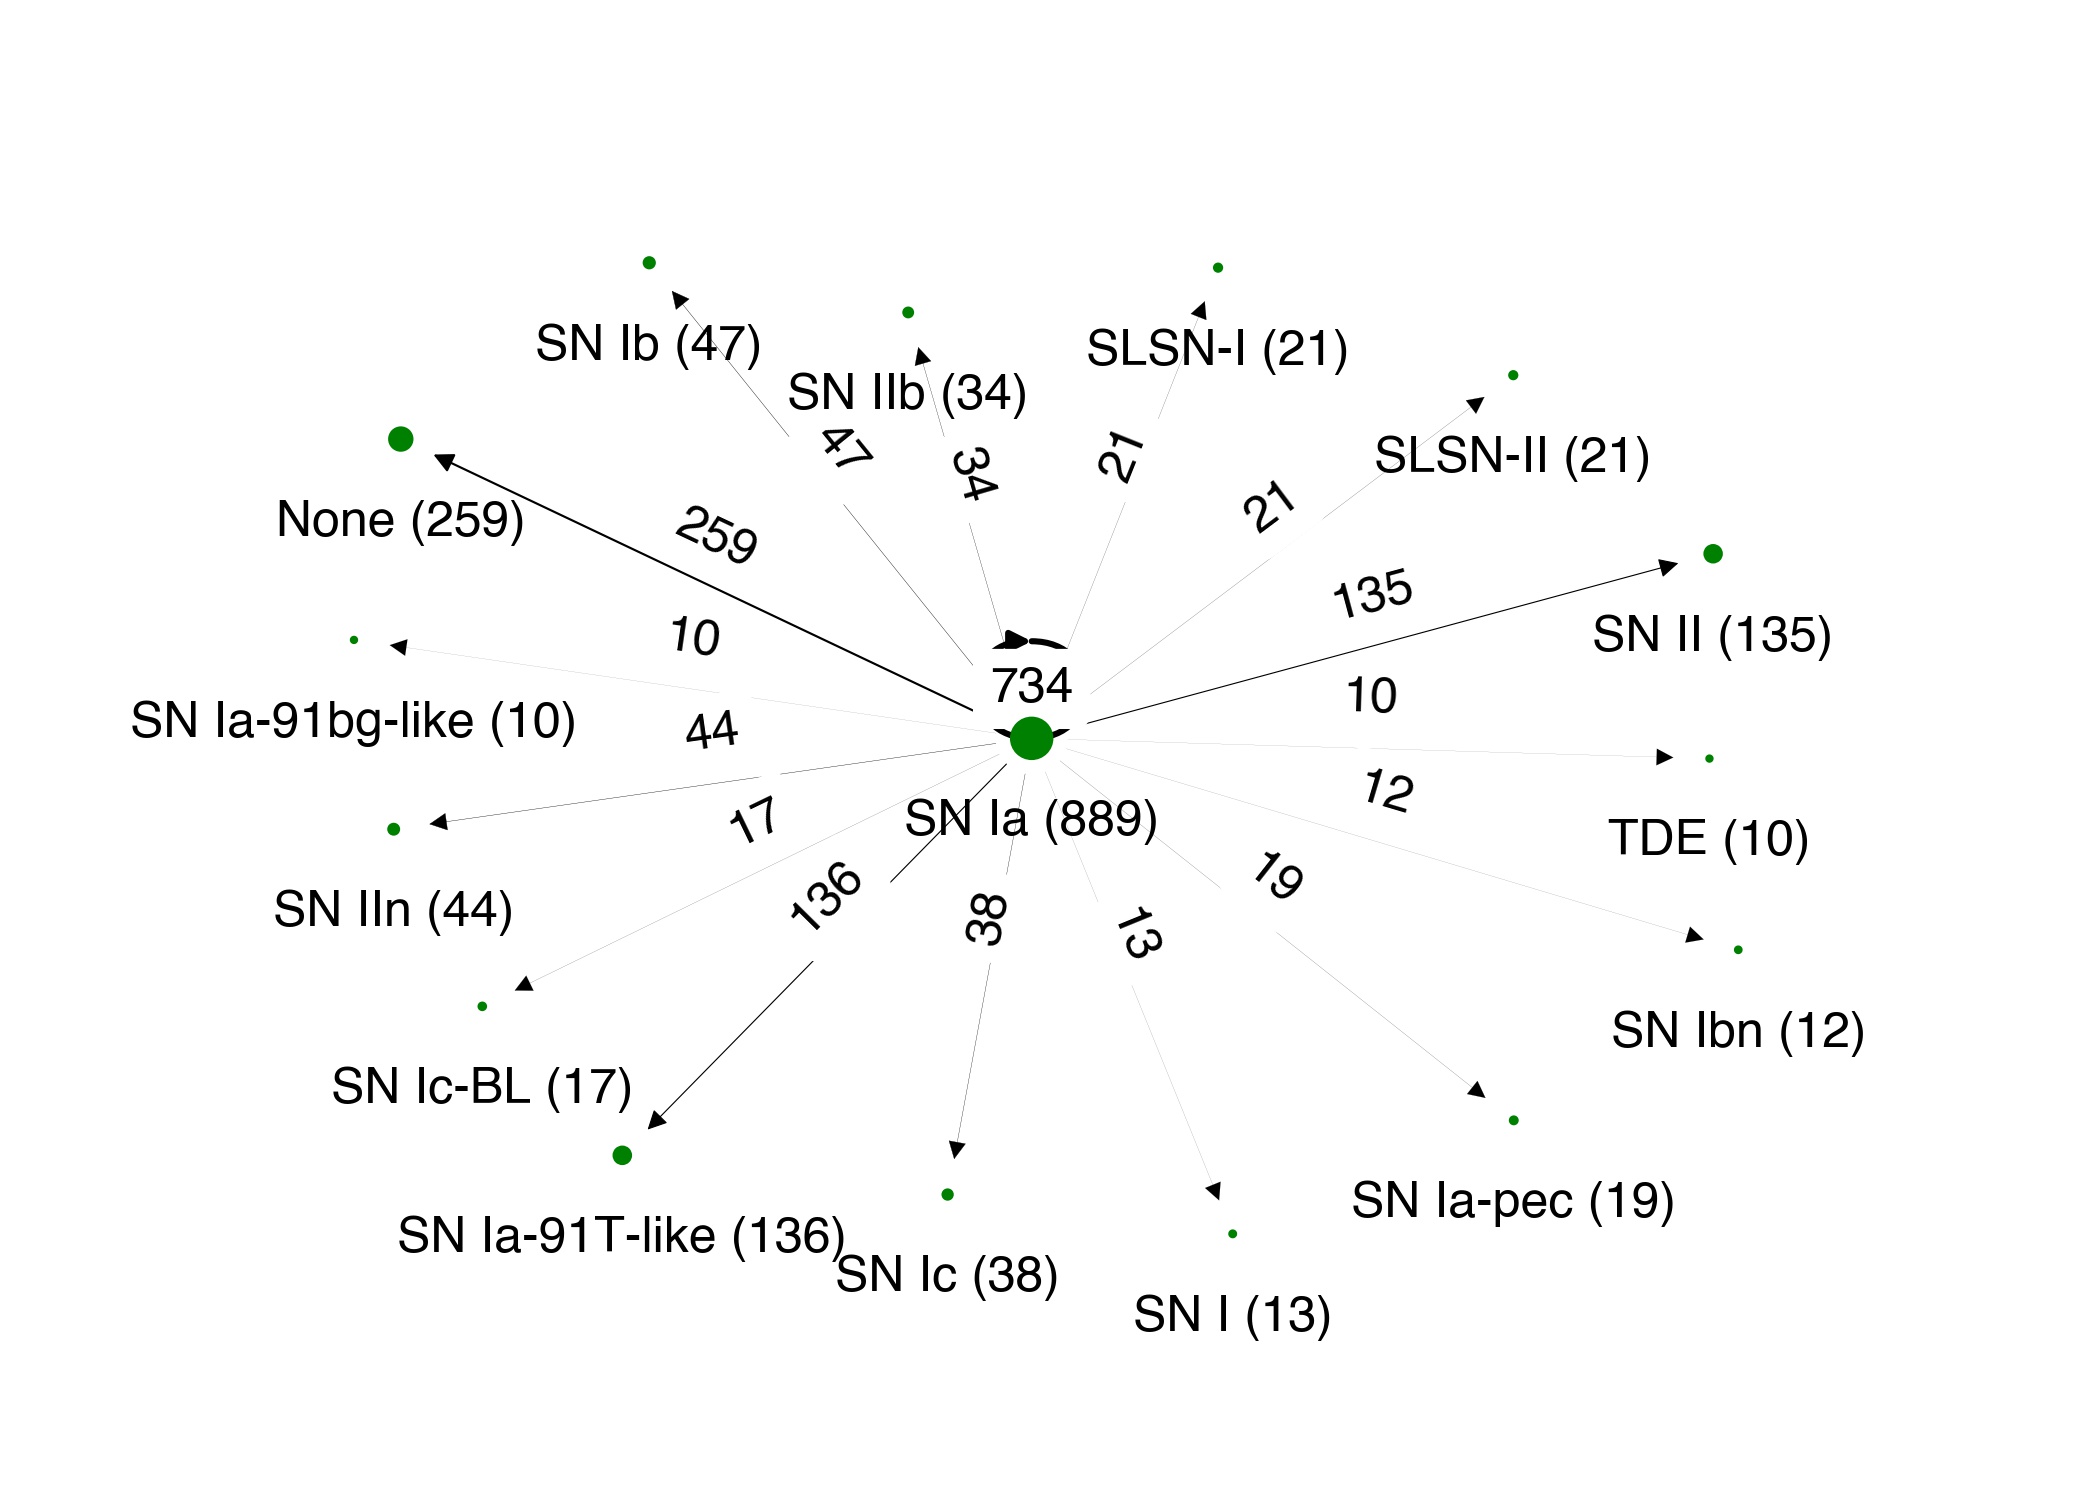 SN Ib (47)
SN IIb (34)
SLSN-I (21)
SLSN-II (21)
47
34
21
21
None (259)
259
135
SN II (135)
10
734
10
SN Ia-91bg-like (10)
44
12
17
SN Ia (889)
TDE (10)
136
19
SN IIn (44)
38
13
SN Ibn (12)
SN Ic-BL (17)
SN Ia-pec (19)
SN Ia-91T-like (136)
SN Ic (38)
SN I (13)